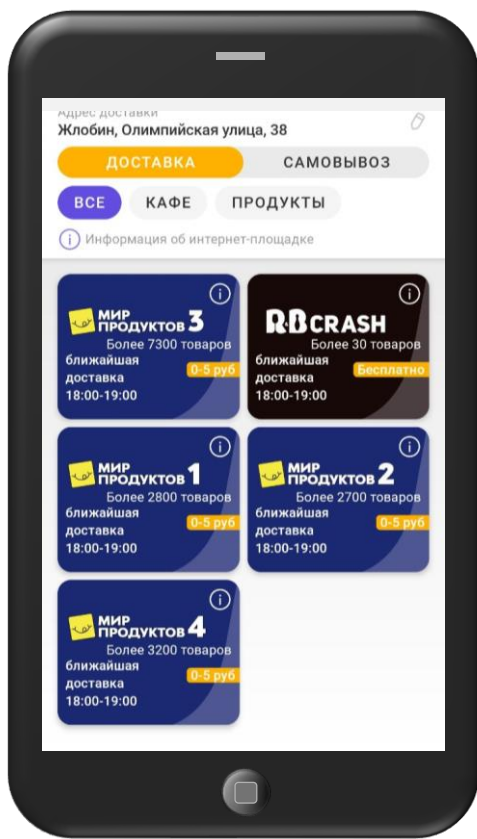 Адрес доставки
Жлобин, Олимпийская улица, 38
ДОСТАВКА
САМОВЫВОЗ
ВСЕ
КАФЕ
ПРОДУКТЫ
Информация об интернет-площадке
МИР
ПРОДУКТОВ 3
Более 7300 товаров
ближайшая
доставка
18:00-19:00
0-5 руб
RBCRASH
Более 30 товаров
ближайшая
доставка
18:00-19:00
Бесплатно
МИР
ПРОДУКТОВ 1
Более 2800 товаров
ближайшая
доставка
18:00-19:00
0-5 руб
МИР
ПРОДУКТОВ 2
Более 2700 товаров
ближайшая
доставка
18:00-19:00
0-5 руб
МИР
ПРОДУКТОВ 4
Более 3200 товаров
ближайшая
доставка
18:00-19:00
0-5 руб